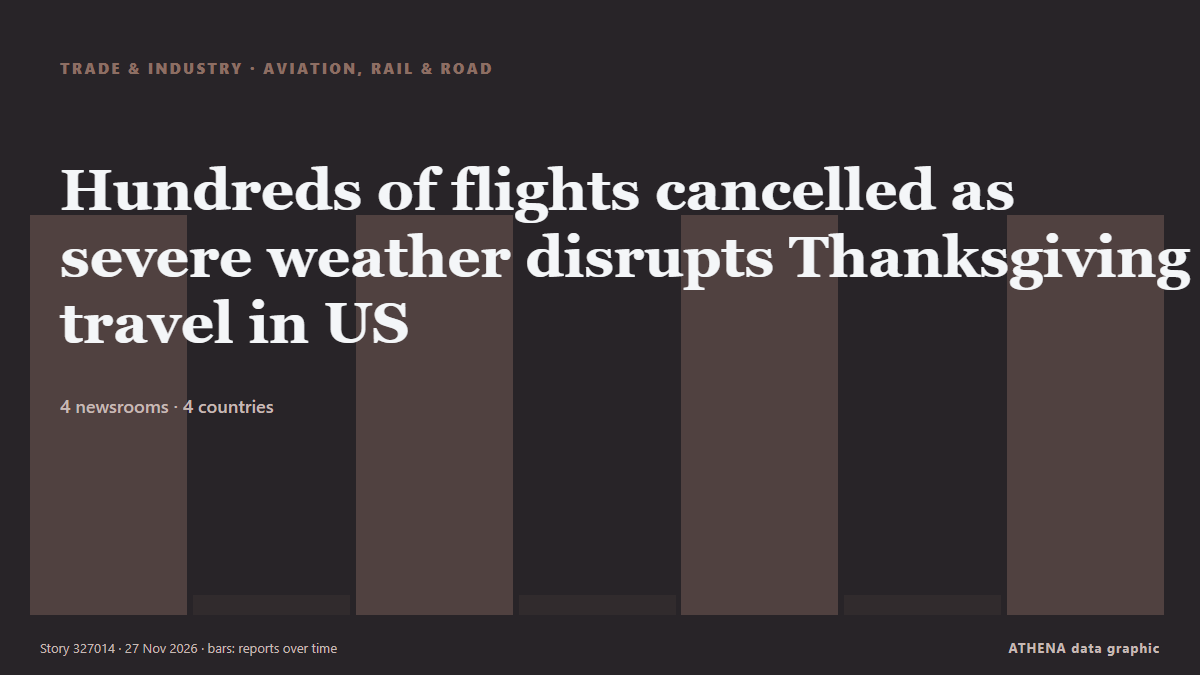 TRADE & INDUSTRY · AVIATION, RAIL & ROAD
Hundreds of flights cancelled as
severe weather disrupts Thanksgiving
travel in US
4 newsrooms · 4 countries
Story 327014 · 27 Nov 2026 · bars: reports over time
ATHENA data graphic